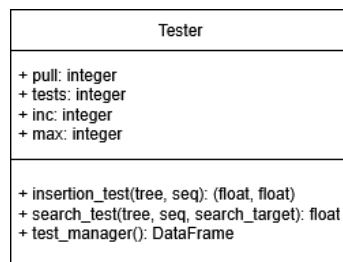 Tester
+ pull: integer
+ tests: integer
+ inc: integer
+ max: integer
+ insertion_test(tree, seq): (float, float)
+ search_test(tree, seq, search_target): float
+ test_manager(): DataFrame